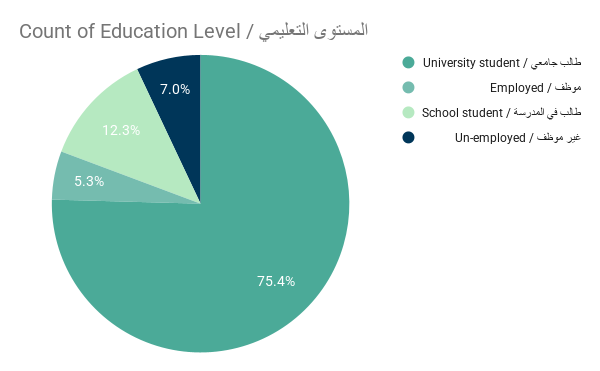 Count of Education Level / المستوى التعليمي
University student / طالب جامعي
Employed / موظف
School student / طالب في المدرسة
Un-employed / غير موظف
7.0%
12.3%
5.3%
75.4%